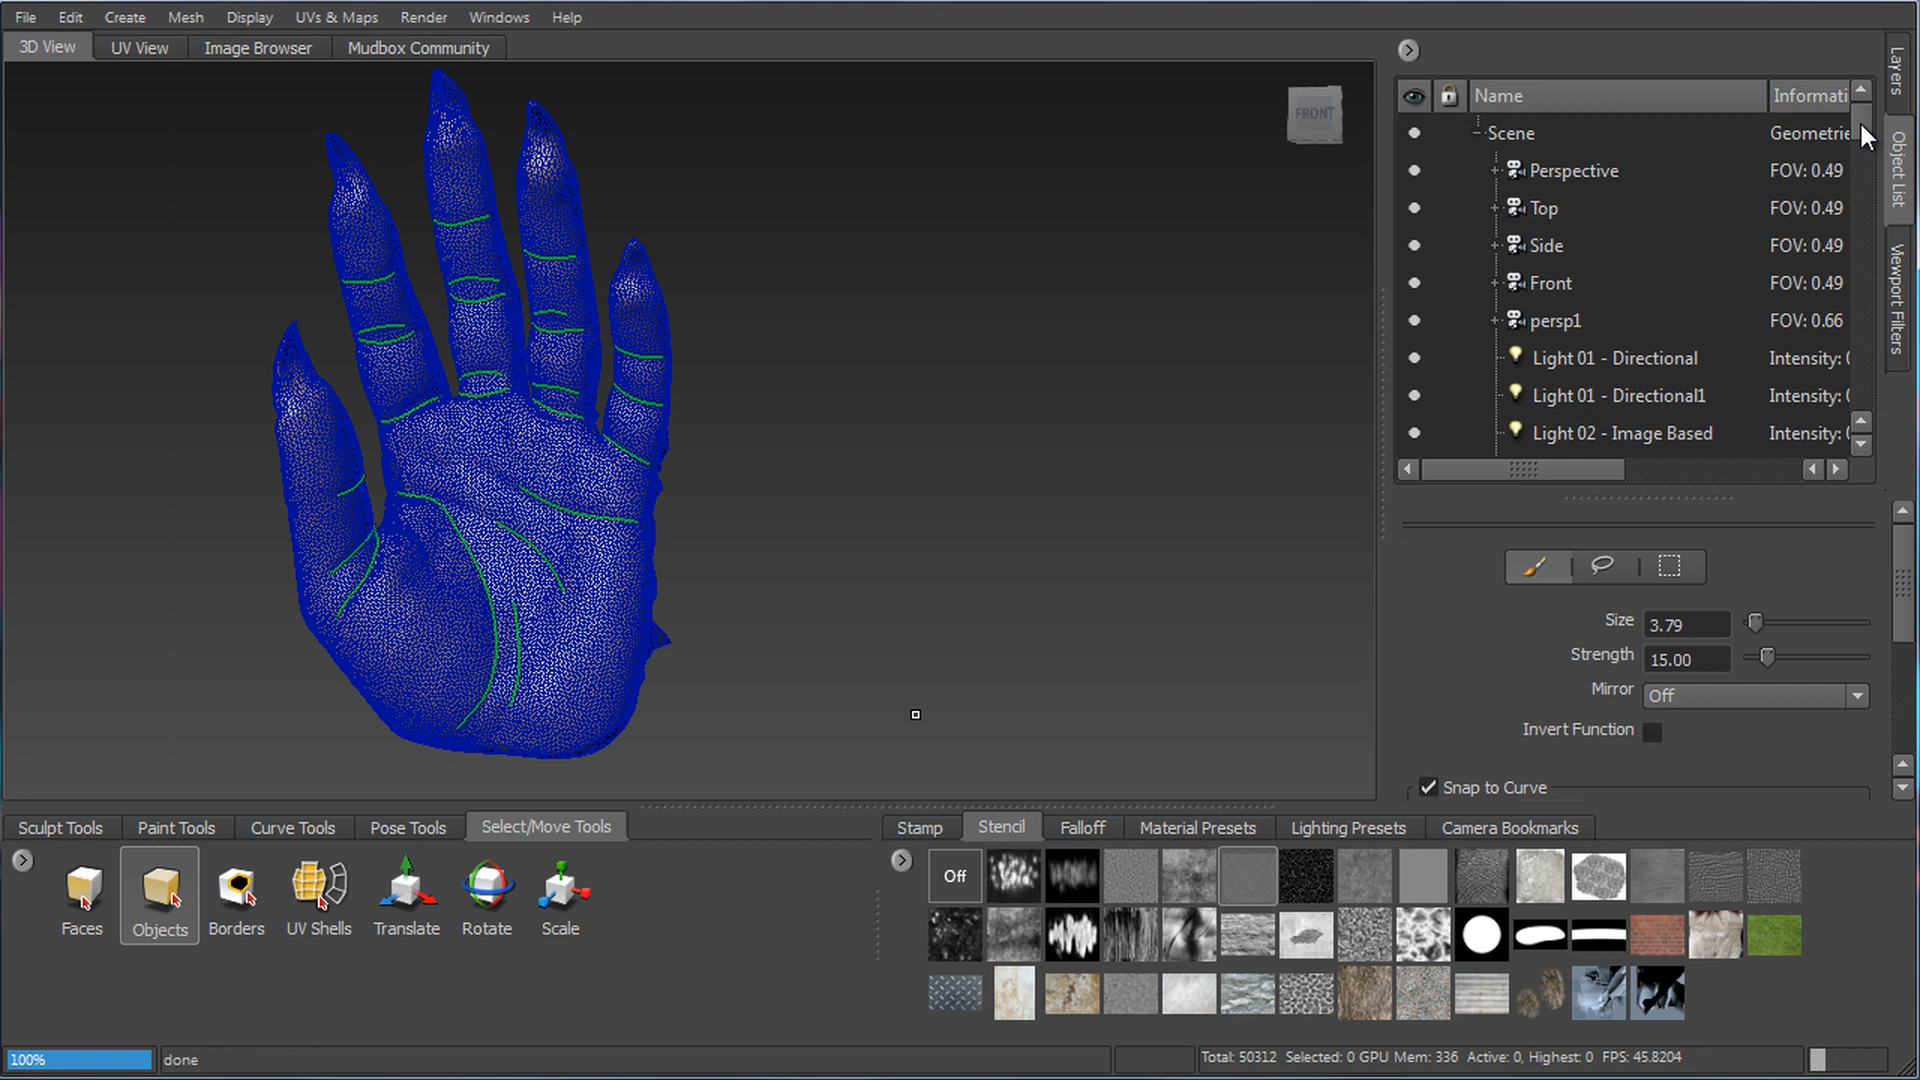 File Edit Create Mesh Display UVs & Maps Render Windows Help
3D View UV View Image Browser Mudbox Community
FRONT
Name Informati
Scene Geometrie
Perspective FOV: 0.49
Top FOV: 0.49
Side FOV: 0.49
Front FOV: 0.49
persp1 FOV: 0.66
Light 01 - Directional Intensity: 0
Light 01 - Directional1 Intensity: 0
Light 02 - Image Based Intensity: 0
Layers
Object List
Viewport Filters
Size 3.79
Strength 15.00
Mirror Off
Invert Function
Snap to Curve
Sculpt Tools Paint Tools Curve Tools Pose Tools Select/Move Tools
Faces Objects Borders UV Shells Translate Rotate Scale
Stamp Stencil Falloff Material Presets Lighting Presets Camera Bookmarks
Off
100% done
Total: 50312 Selected: 0 GPU Mem: 336 Active: 0, Highest: 0 FPS: 45.8204